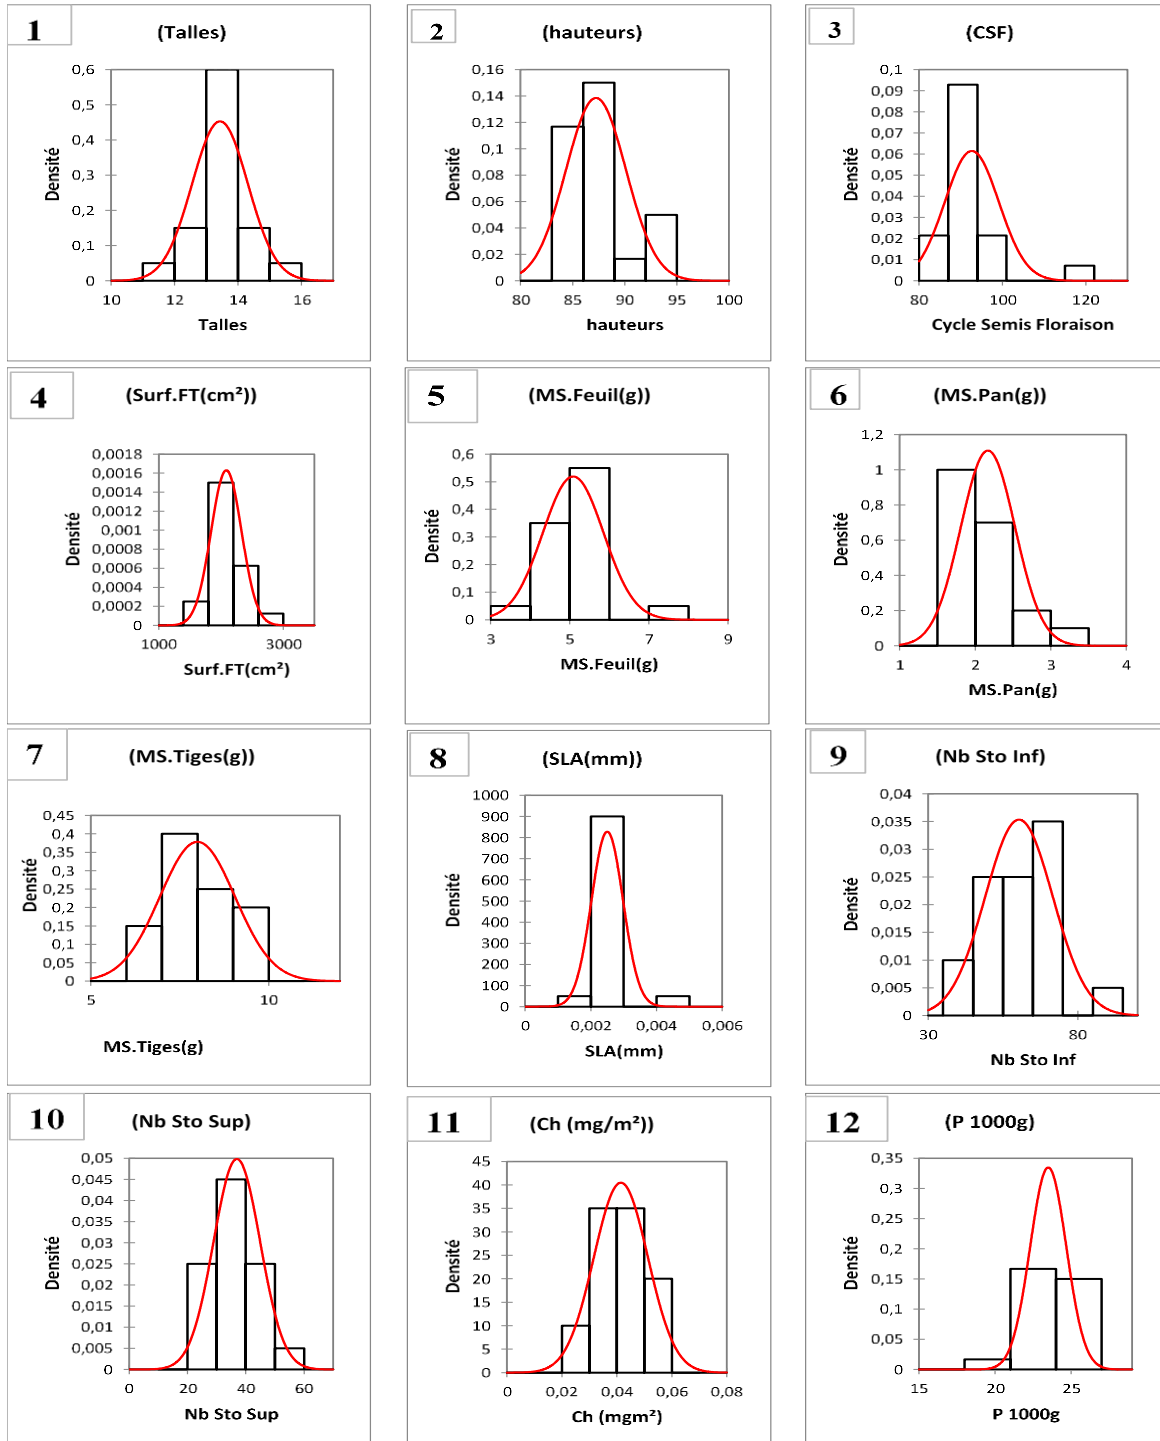 1
(Talles)
0,6
0,5
0,4
0,3
0,2
0,1
0
Densité
10 12 14 16
Talles
2
(hauteurs)
0,16
0,14
0,12
0,1
0,08
0,06
0,04
0,02
0
Densité
80 85 90 95 100
hauteurs
3
(CSF)
0,1
0,09
0,08
0,07
0,06
0,05
0,04
0,03
0,02
0,01
0
Densité
80 100 120
Cycle Semis Floraison
4
(Surf.FT(cm²))
0,0018
0,0016
0,0014
0,0012
0,001
0,0008
0,0006
0,0004
0,0002
0
Densité
1000 3000
Surf.FT(cm²)
5
(MS.Feuil(g))
0,6
0,5
0,4
0,3
0,2
0,1
0
Densité
3 5 7 9
MS.Feuil(g)
6
(MS.Pan(g))
1,2
1
0,8
0,6
0,4
0,2
0
Densité
1 2 3 4
MS.Pan(g)
7
(MS.Tiges(g))
0,45
0,4
0,35
0,3
0,25
0,2
0,15
0,1
0,05
0
Densité
5 10
MS.Tiges(g)
8
(SLA(mm))
1000
900
800
700
600
500
400
300
200
100
0
Densité
0 0,002 0,004 0,006
SLA(mm)
9
(Nb Sto Inf)
0,04
0,035
0,03
0,025
0,02
0,015
0,01
0,005
0
Densité
30 80
Nb Sto Inf
10
(Nb Sto Sup)
0,05
0,045
0,04
0,035
0,03
0,025
0,02
0,015
0,01
0,005
0
Densité
0 20 40 60
Nb Sto Sup
11
(Ch (mg/m²))
45
40
35
30
25
20
15
10
5
0
Densité
0 0,02 0,04 0,06 0,08
Ch (mgm²)
12
(P 1000g)
0,35
0,3
0,25
0,2
0,15
0,1
0,05
0
Densité
15 20 25
P 1000g